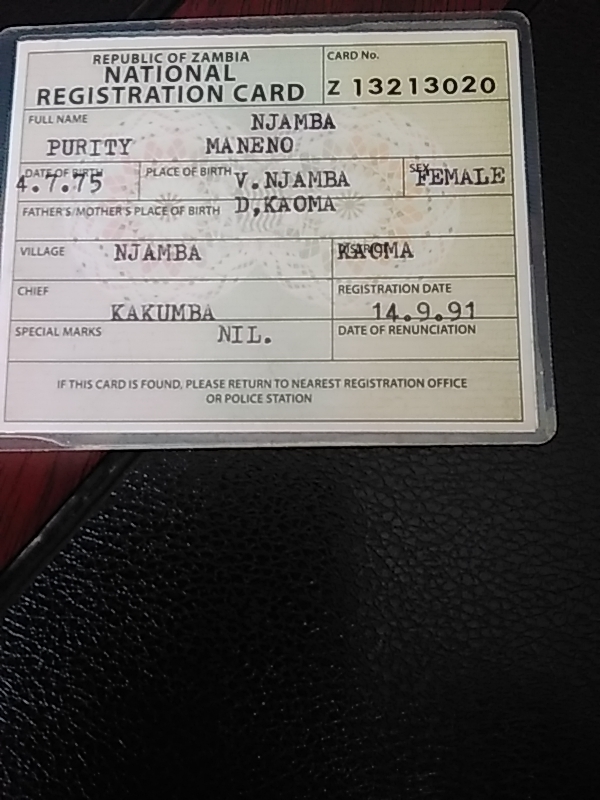 REPUBLIC OF ZAMBIA
NATIONAL
REGISTRATION CARD
CARD No.
Z 13213020
FULL NAME
NJAMBA
PURITY MANENO
DATE OF BIRTH
4.7.75
PLACE OF BIRTH
V.NJAMBA
SEX
FEMALE
FATHER'S/MOTHER'S PLACE OF BIRTH
D,KAOMA
VILLAGE
NJAMBA
DISTRICT
KAOMA
CHIEF
KAKUMBA
REGISTRATION DATE
14.9.91
SPECIAL MARKS
NIL.
DATE OF RENUNCIATION
IF THIS CARD IS FOUND, PLEASE RETURN TO NEAREST REGISTRATION OFFICE
OR POLICE STATION